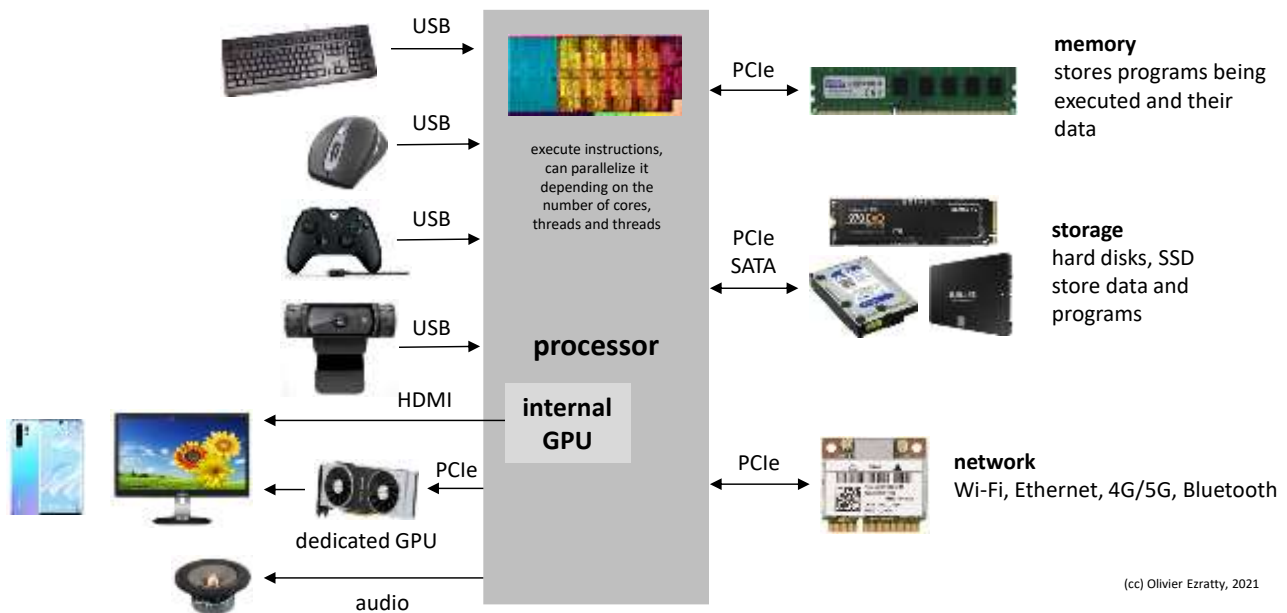 USB
USB
USB
USB
HDMI
PCIe
dedicated GPU
audio
execute instructions,
can parallelize it
depending on the
number of cores,
threads and threads
processor
internal
GPU
PCIe
memory
stores programs being
executed and their
data
PCIe
SATA
storage
hard disks, SSD
store data and
programs
PCIe
network
Wi-Fi, Ethernet, 4G/5G, Bluetooth
(cc) Olivier Ezratty, 2021